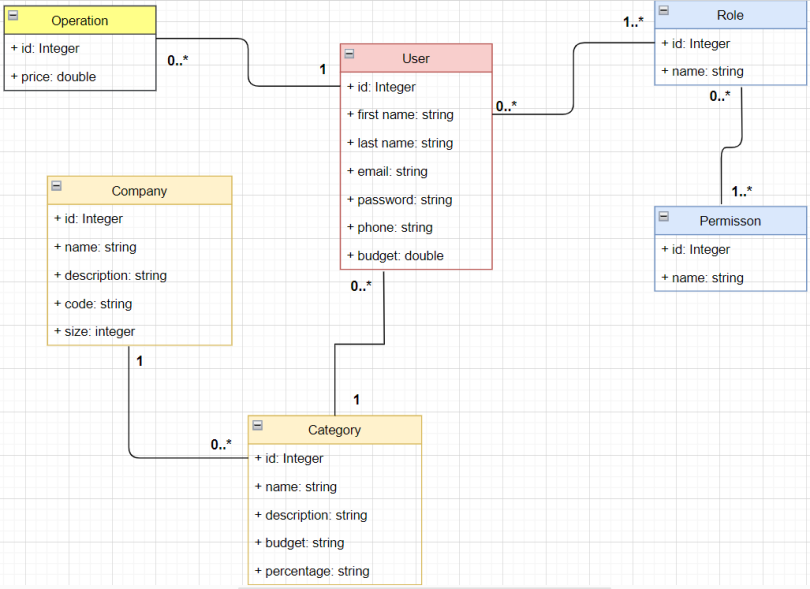 Operation
+ id: Integer
+ price: double
0..*
1
User
+ id: Integer
+ first name: string
+ last name: string
+ email: string
+ password: string
+ phone: string
+ budget: double
0..*
1..*
Role
+ id: Integer
+ name: string
0..*
1..*
Permisson
+ id: Integer
+ name: string
Company
+ id: Integer
+ name: string
+ description: string
+ code: string
+ size: integer
1
0..*
0..*
1
Category
+ id: Integer
+ name: string
+ description: string
+ budget: string
+ percentage: string